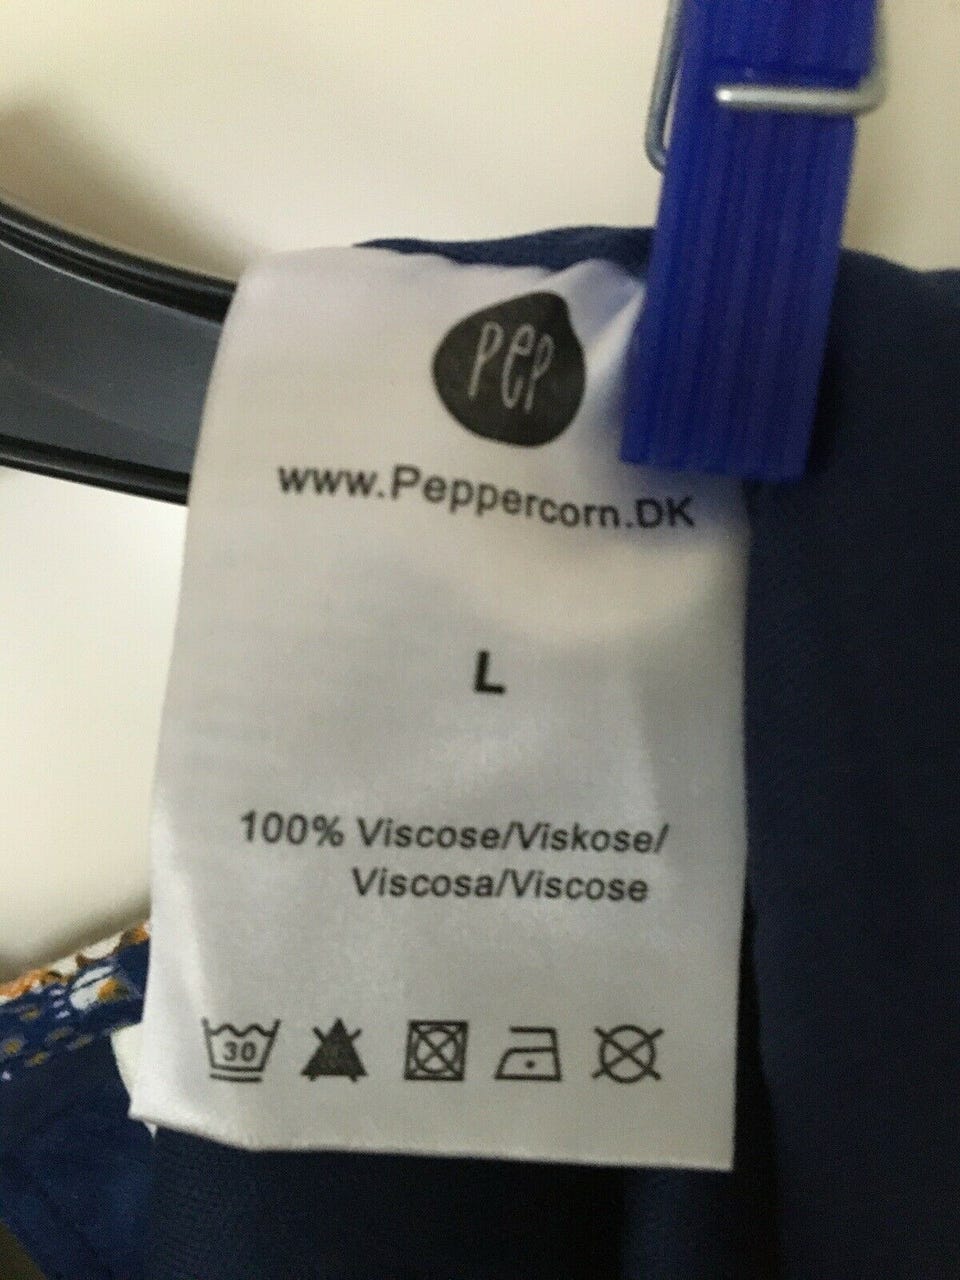 PeP
www.Peppercorn.DK
L
100% Viscose/Viskose/
Viscosa/Viscose
30